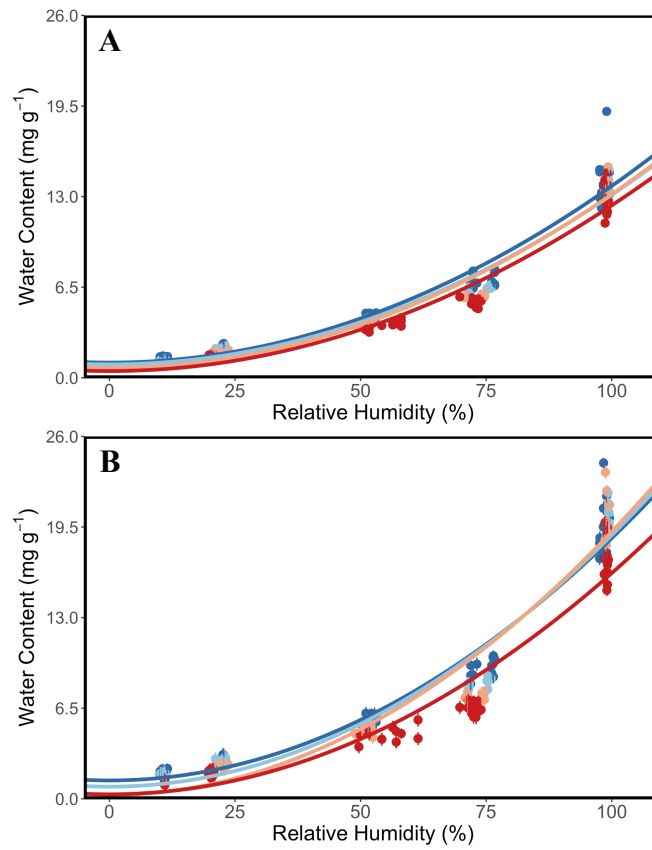 A
26.0
19.5
13.0
6.5
0.0
Water Content (mg g⁻¹)
0 25 50 75 100
Relative Humidity (%)
B
26.0
19.5
13.0
6.5
0.0
Water Content (mg g⁻¹)
0 25 50 75 100
Relative Humidity (%)